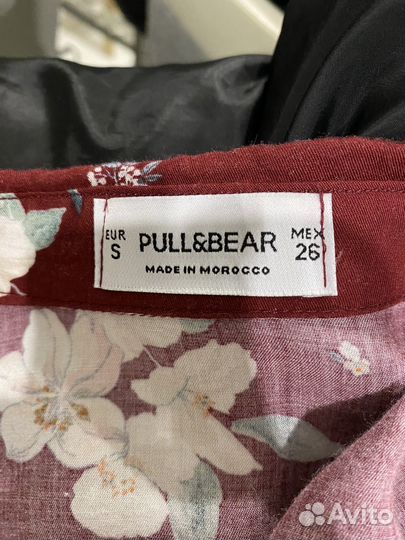 EUR PULL&BEAR MEX
S 26
MADE IN MOROCCO
Avito